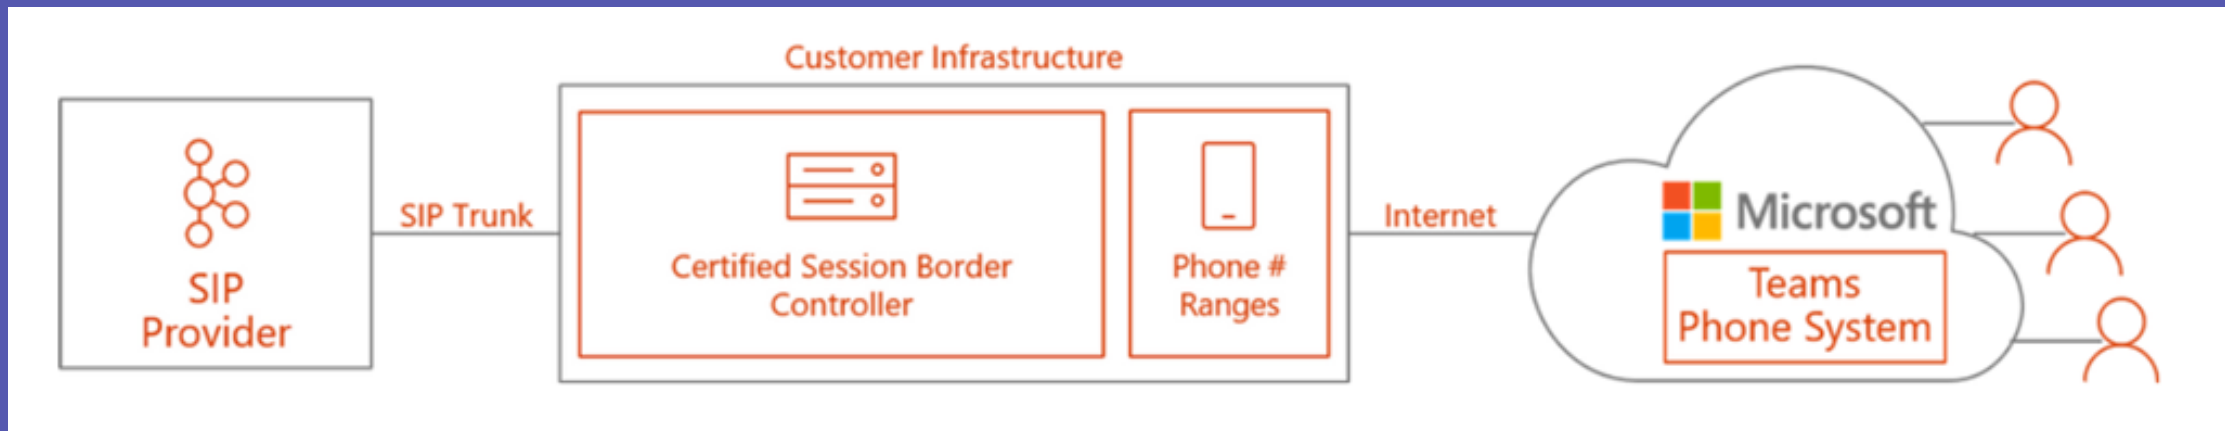 Customer Infrastructure
SIP
Provider
SIP Trunk
Certified Session Border
Controller
Phone #
Ranges
Internet
Microsoft
Teams
Phone System